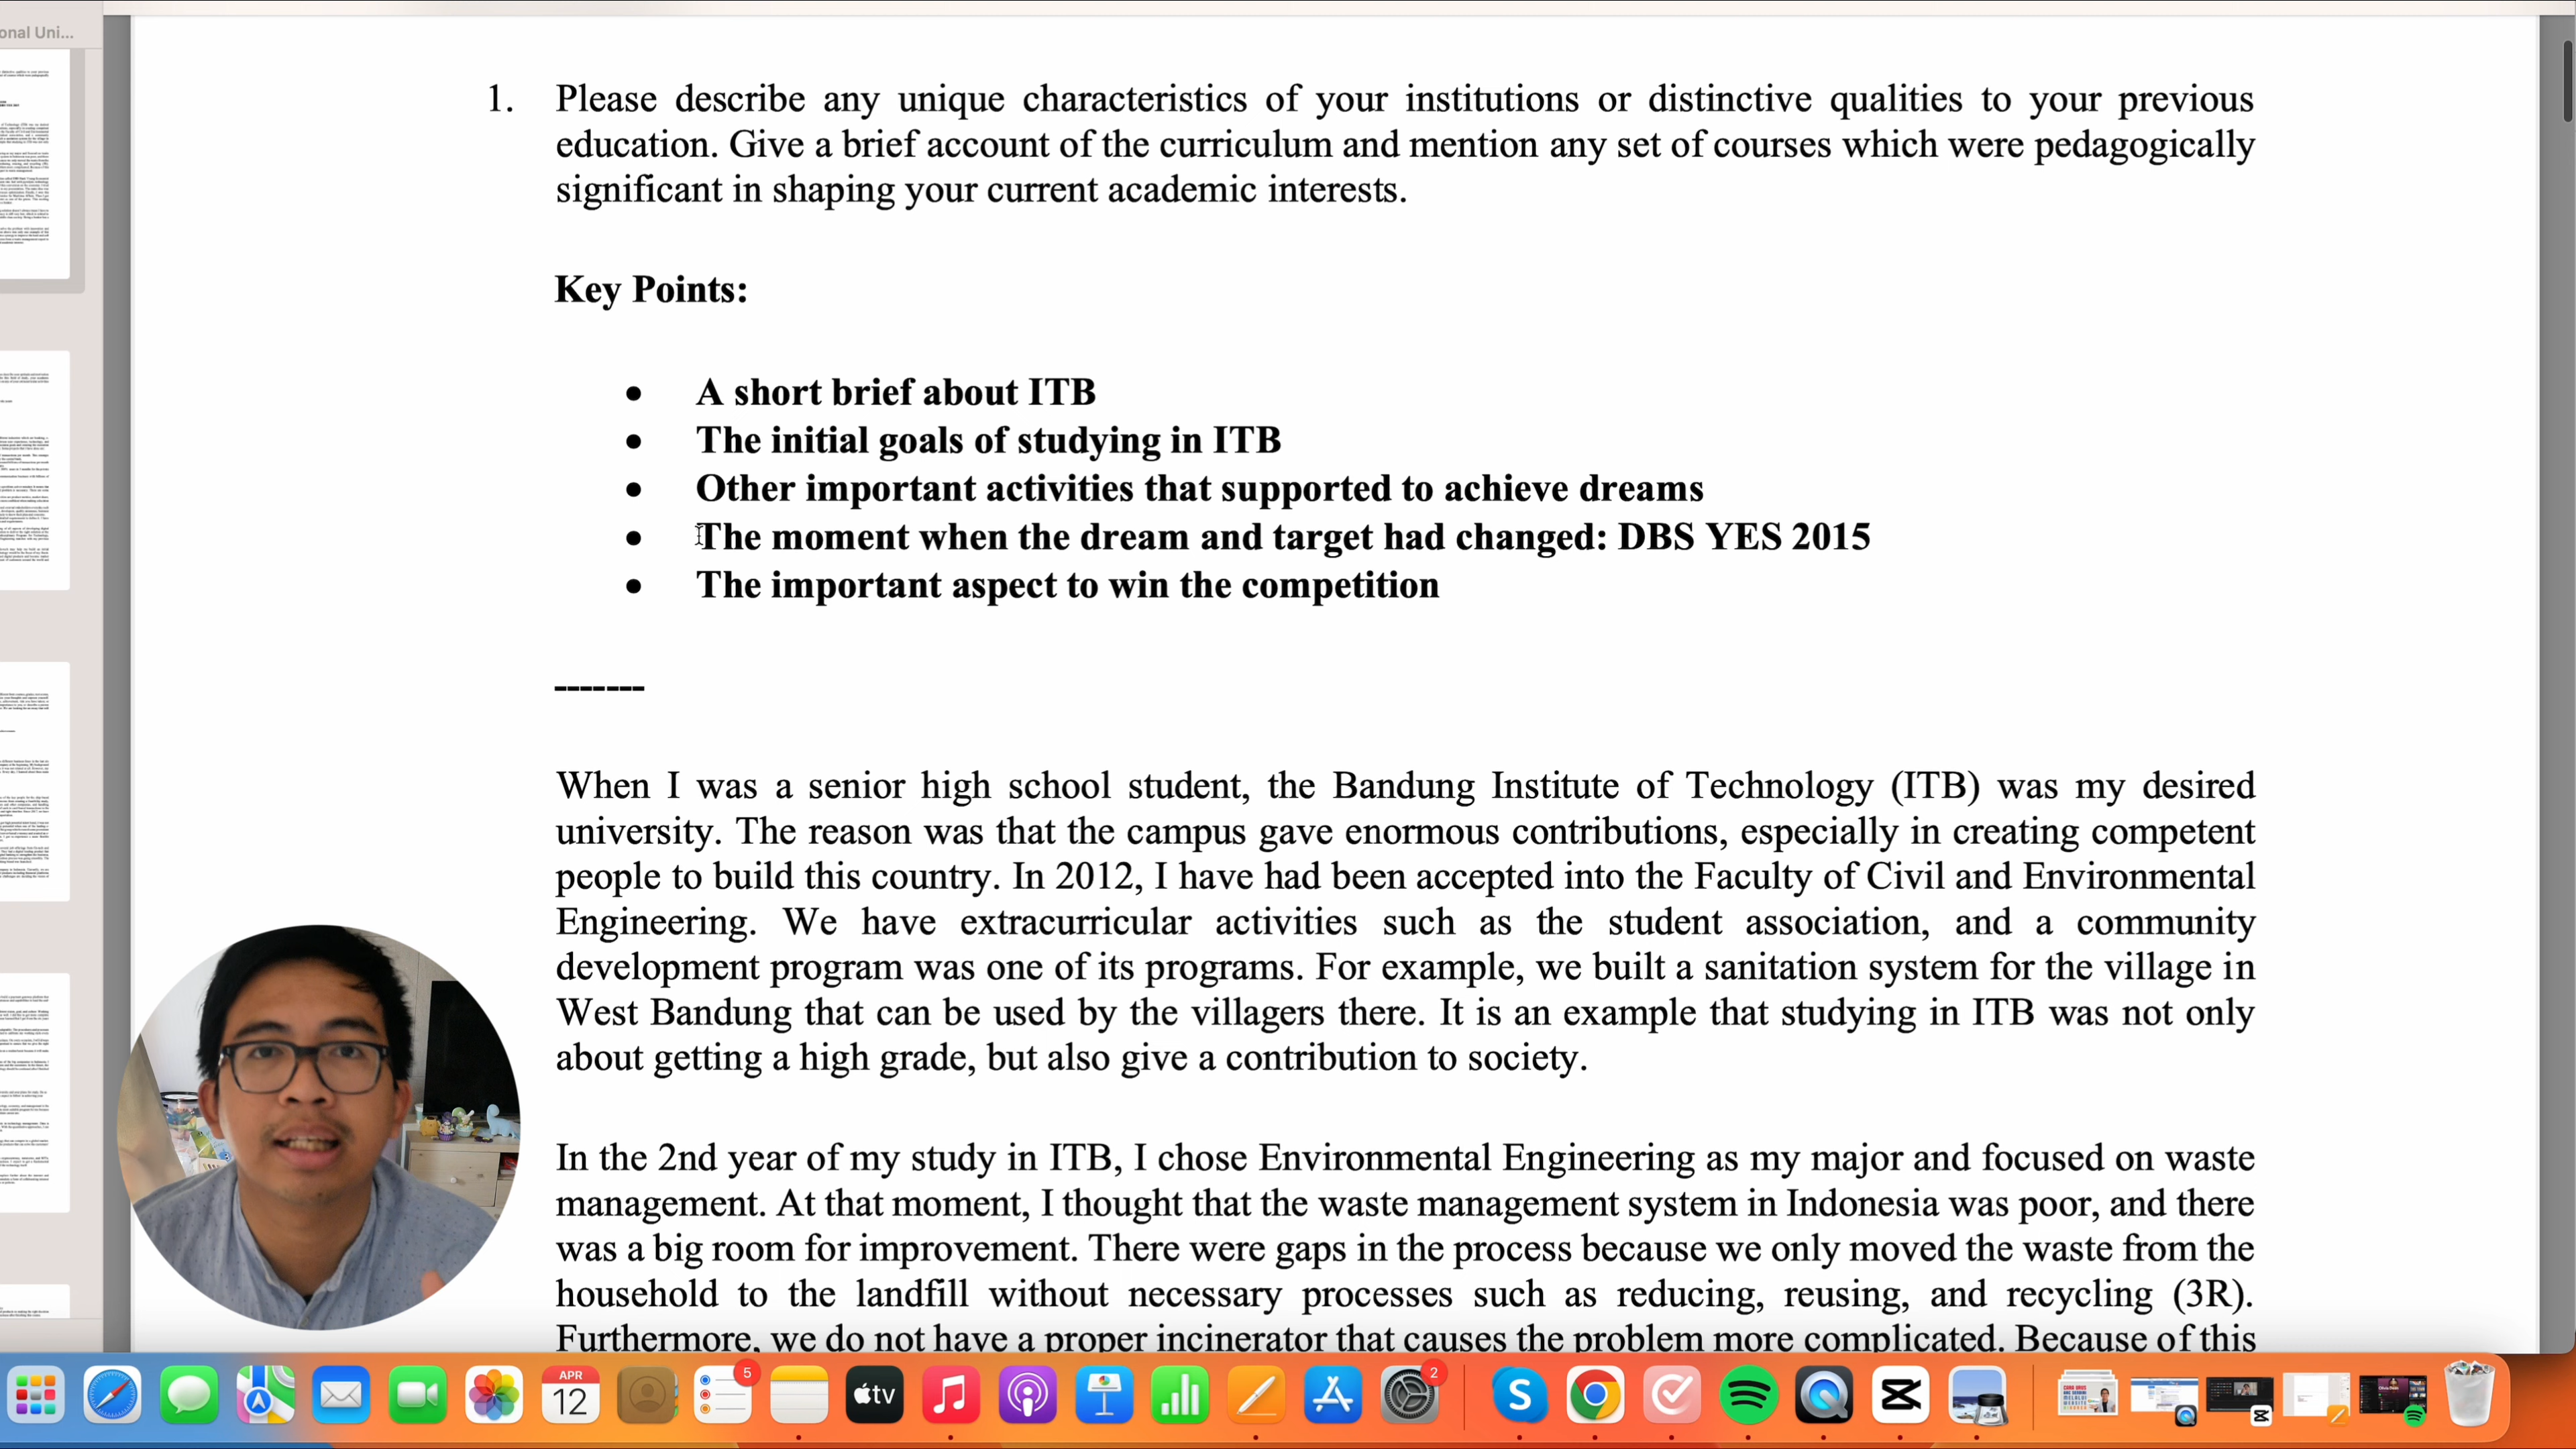 onal Uni...
1. Please describe any unique characteristics of your institutions or distinctive qualities to your previous
education. Give a brief account of the curriculum and mention any set of courses which were pedagogically
significant in shaping your current academic interests.
Key Points:
• A short brief about ITB
• The initial goals of studying in ITB
• Other important activities that supported to achieve dreams
• The moment when the dream and target had changed: DBS YES 2015
• The important aspect to win the competition
-------
When I was a senior high school student, the Bandung Institute of Technology (ITB) was my desired
university. The reason was that the campus gave enormous contributions, especially in creating competent
people to build this country. In 2012, I have had been accepted into the Faculty of Civil and Environmental
Engineering. We have extracurricular activities such as the student association, and a community
development program was one of its programs. For example, we built a sanitation system for the village in
West Bandung that can be used by the villagers there. It is an example that studying in ITB was not only
about getting a high grade, but also give a contribution to society.
In the 2nd year of my study in ITB, I chose Environmental Engineering as my major and focused on waste
management. At that moment, I thought that the waste management system in Indonesia was poor, and there
was a big room for improvement. There were gaps in the process because we only moved the waste from the
household to the landfill without necessary processes such as reducing, reusing, and recycling (3R).
Furthermore, we do not have a proper incinerator that causes the problem more complicated. Because of this
APR
12
5
tv
2
S